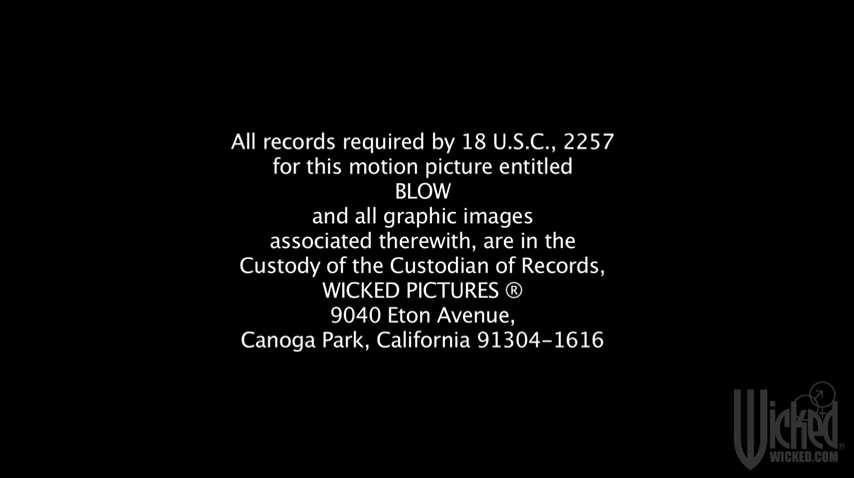 All records required by 18 U.S.C., 2257
for this motion picture entitled
BLOW
and all graphic images
associated therewith, are in the
Custody of the Custodian of Records,
WICKED PICTURES ®
9040 Eton Avenue,
Canoga Park, California 91304-1616
Wicked®
WICKED.COM